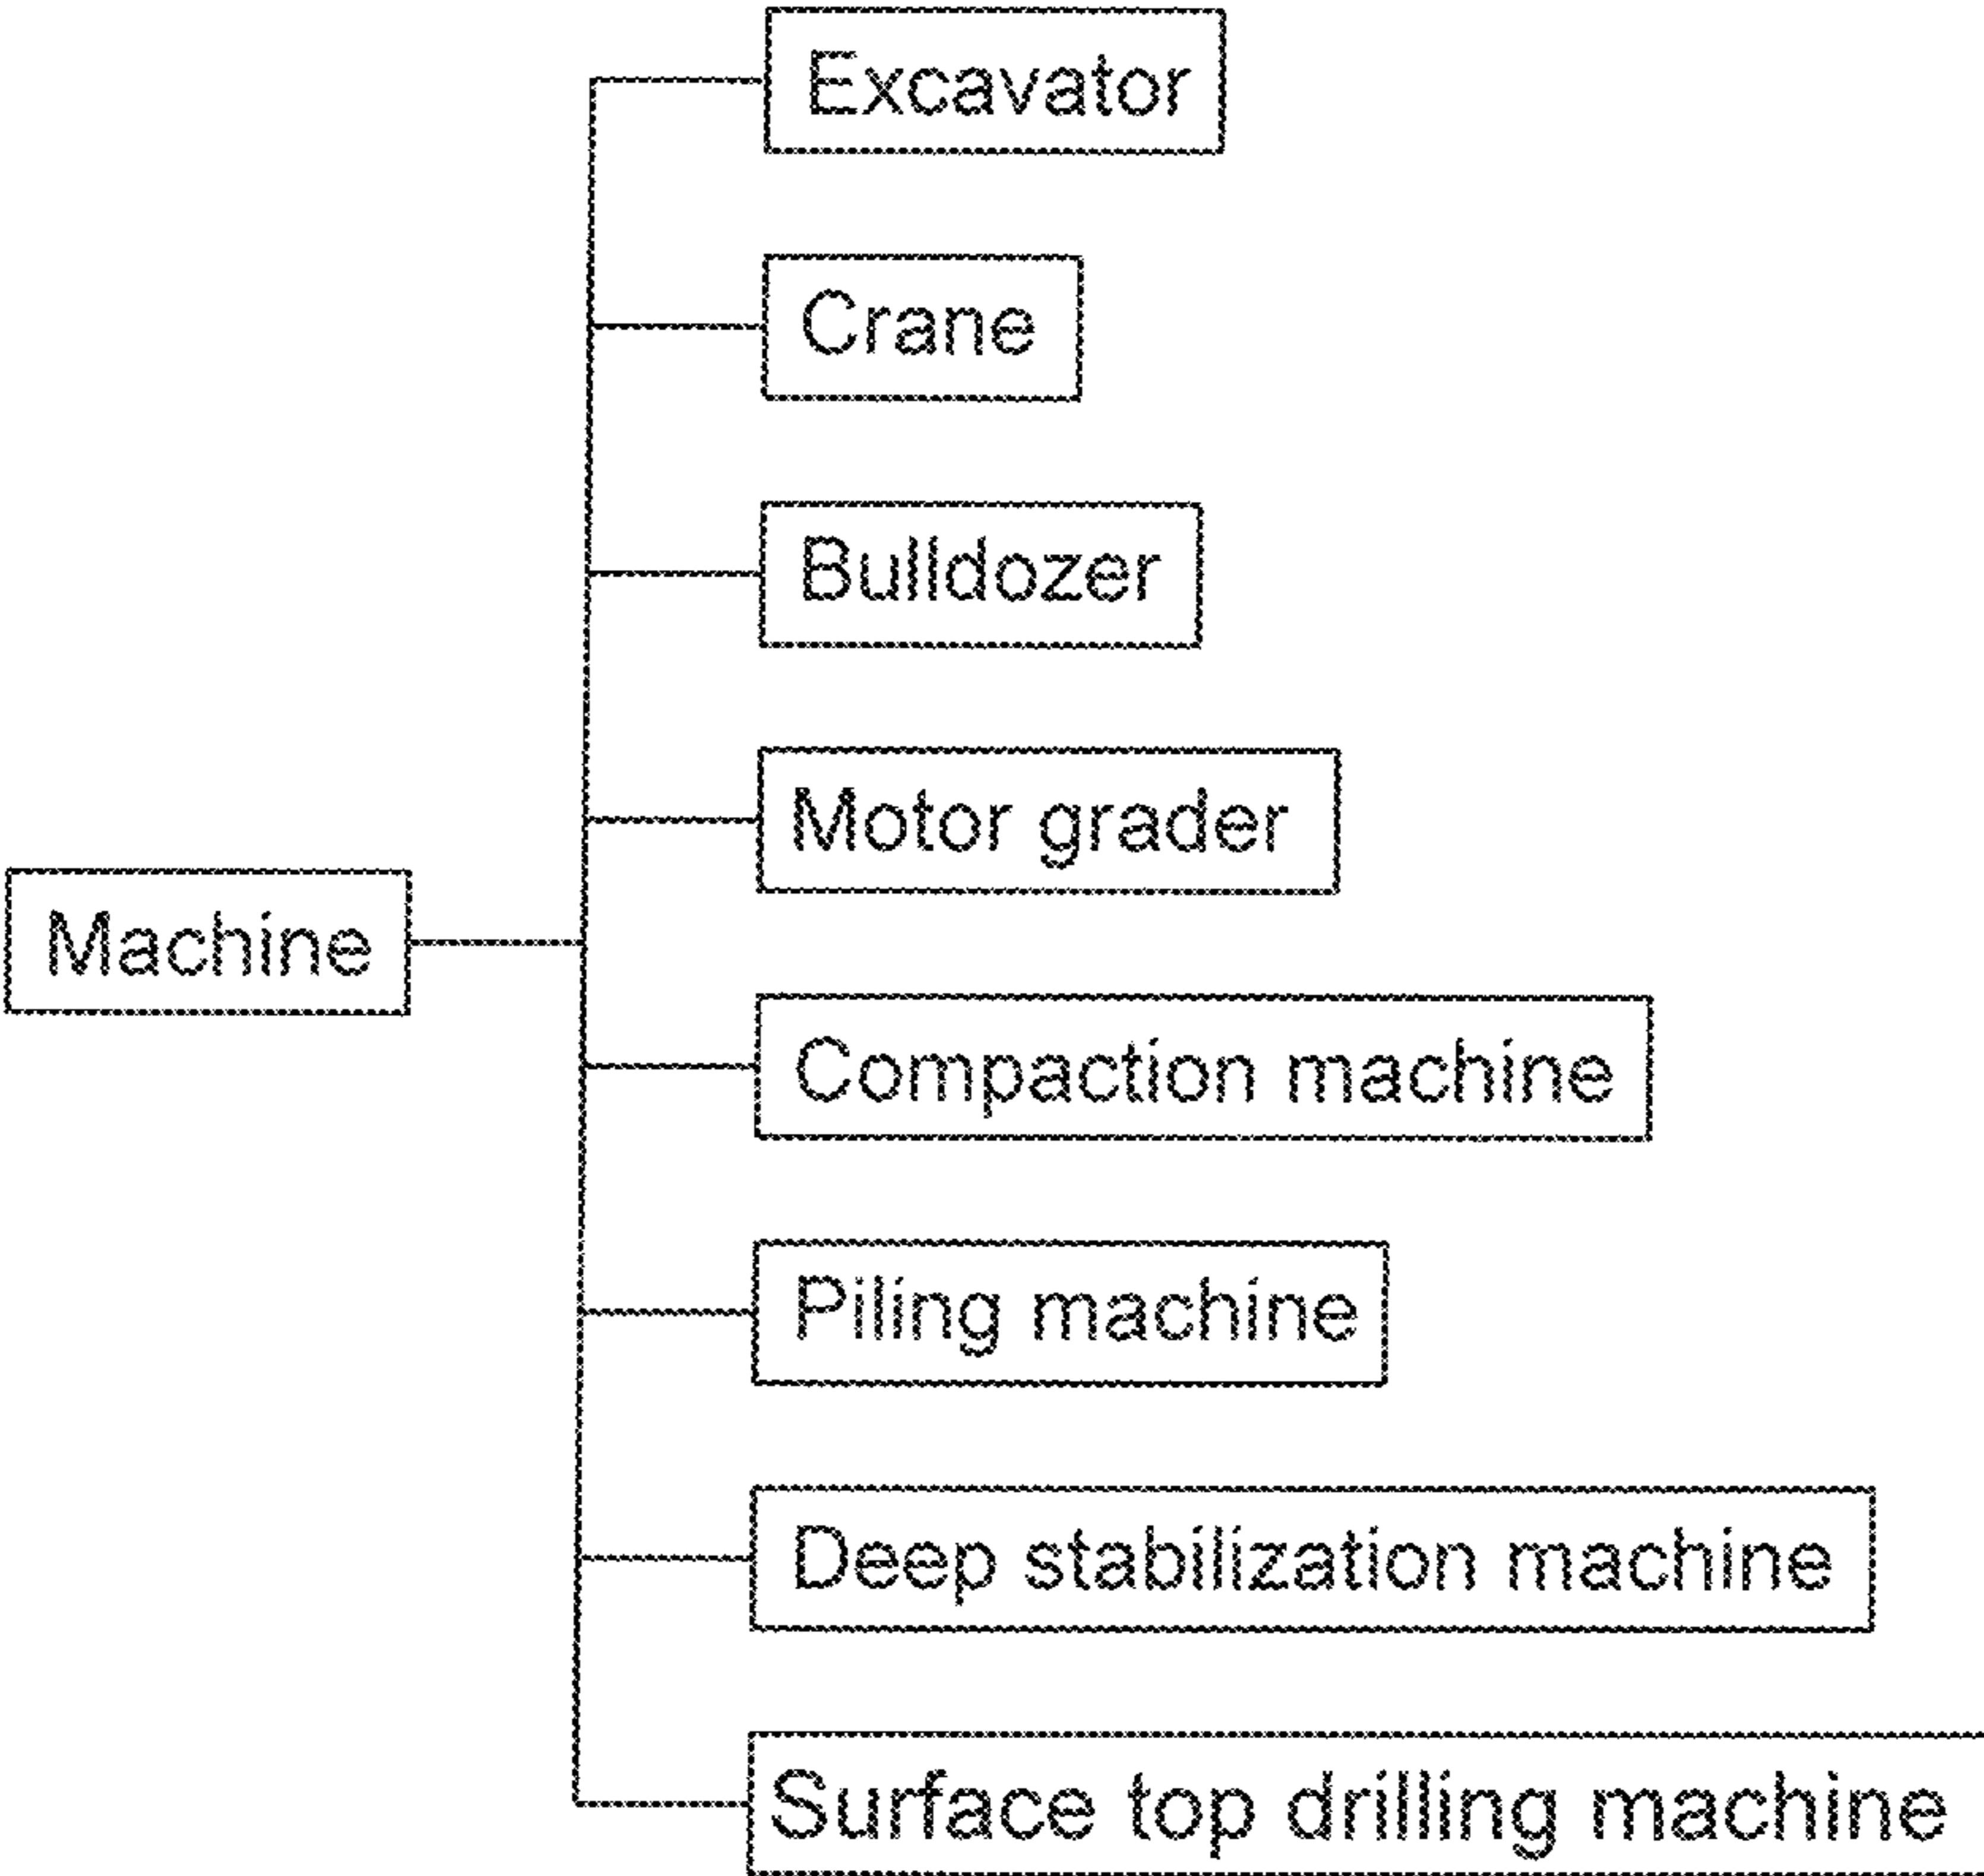 Excavator
Crane
Bulldozer
Motor grader
Machine
Compaction machine
Piling machine
Deep stabilization machine
Surface top drilling machine